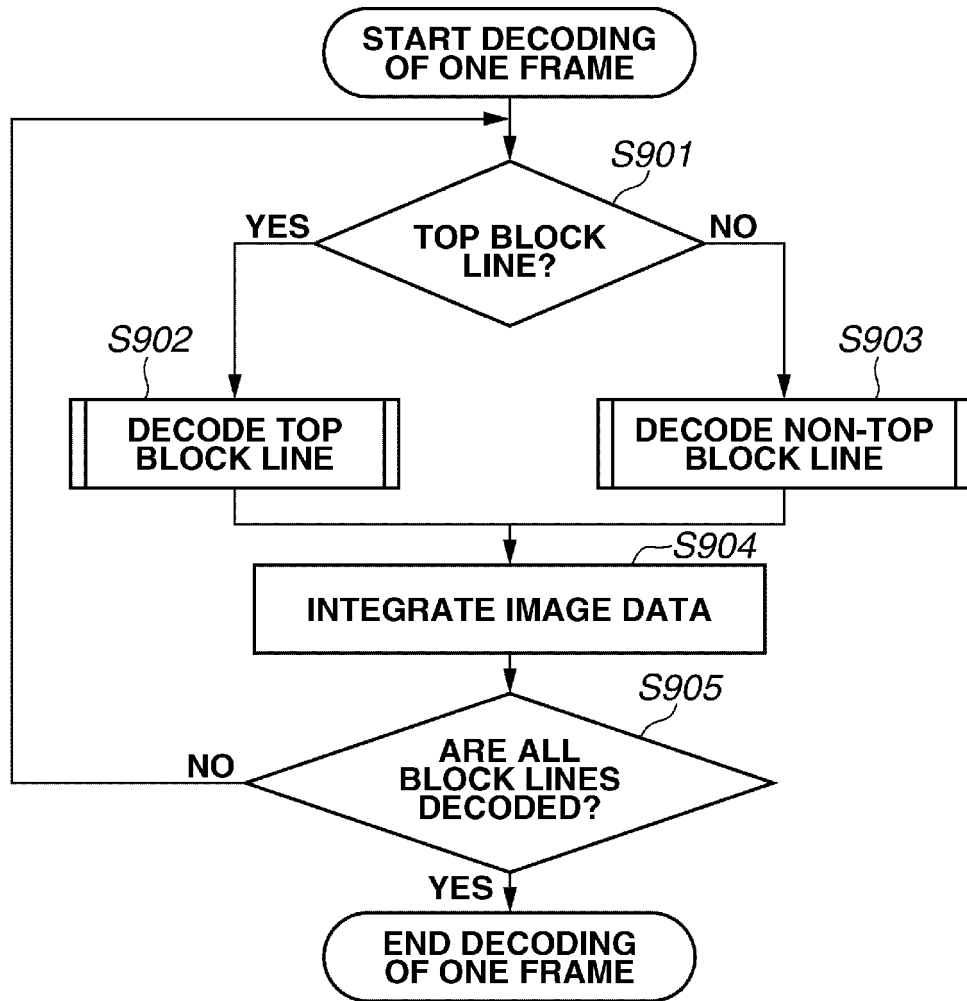 START DECODING
OF ONE FRAME
S901
YES
NO
TOP BLOCK
LINE?
S902
S903
DECODE TOP
BLOCK LINE
DECODE NON-TOP
BLOCK LINE
S904
INTEGRATE IMAGE DATA
S905
NO
ARE ALL
BLOCK LINES
DECODED?
YES
END DECODING
OF ONE FRAME